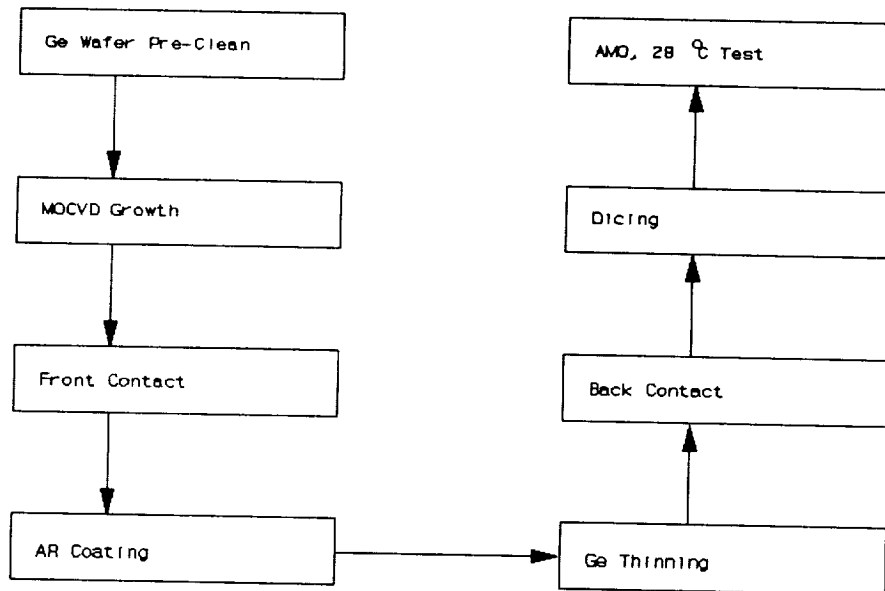 Ge Wafer Pre-Clean
MOCVD Growth
Front Contact
AR Coating
Ge Thinning
Back Contact
Dicing
AMO, 28 °C Test